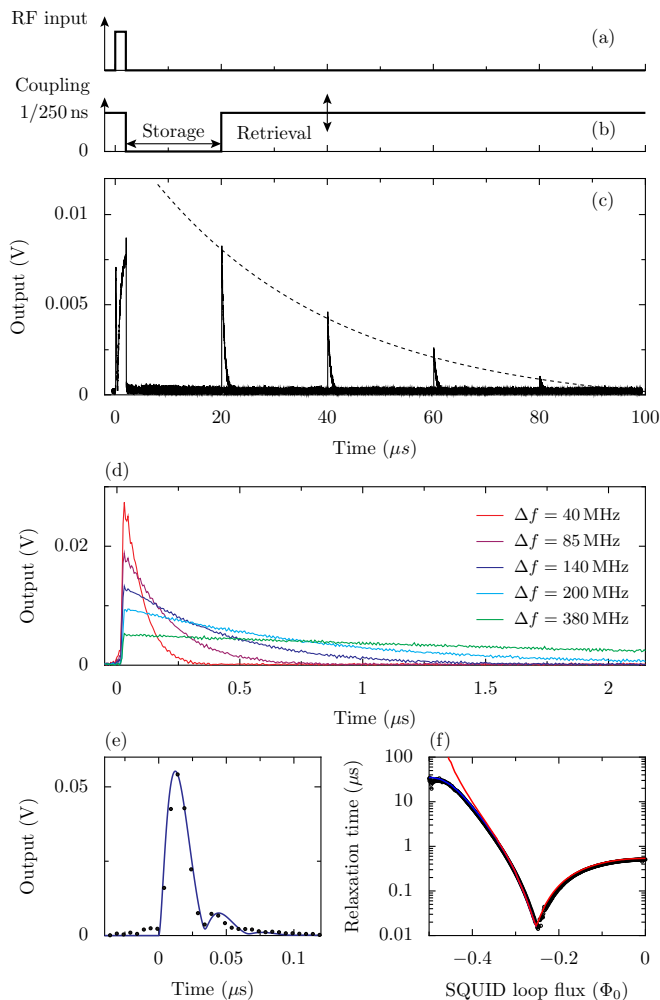 RF input
(a)
Coupling
1/250 ns
Storage
Retrieval
(b)
0
(c)
0.01
0.005
0
Output (V)
0 20 40 60 80 100
Time (μs)
(d)
Δf = 40 MHz
Δf = 85 MHz
Δf = 140 MHz
Δf = 200 MHz
Δf = 380 MHz
0.02
0
Output (V)
0 0.5 1 1.5 2
Time (μs)
(e)
0.05
0
Output (V)
0 0.05 0.1
Time (μs)
(f)
100
10
1
0.1
0.01
Relaxation time (μs)
−0.4 −0.2 0
SQUID loop flux (Φ0)